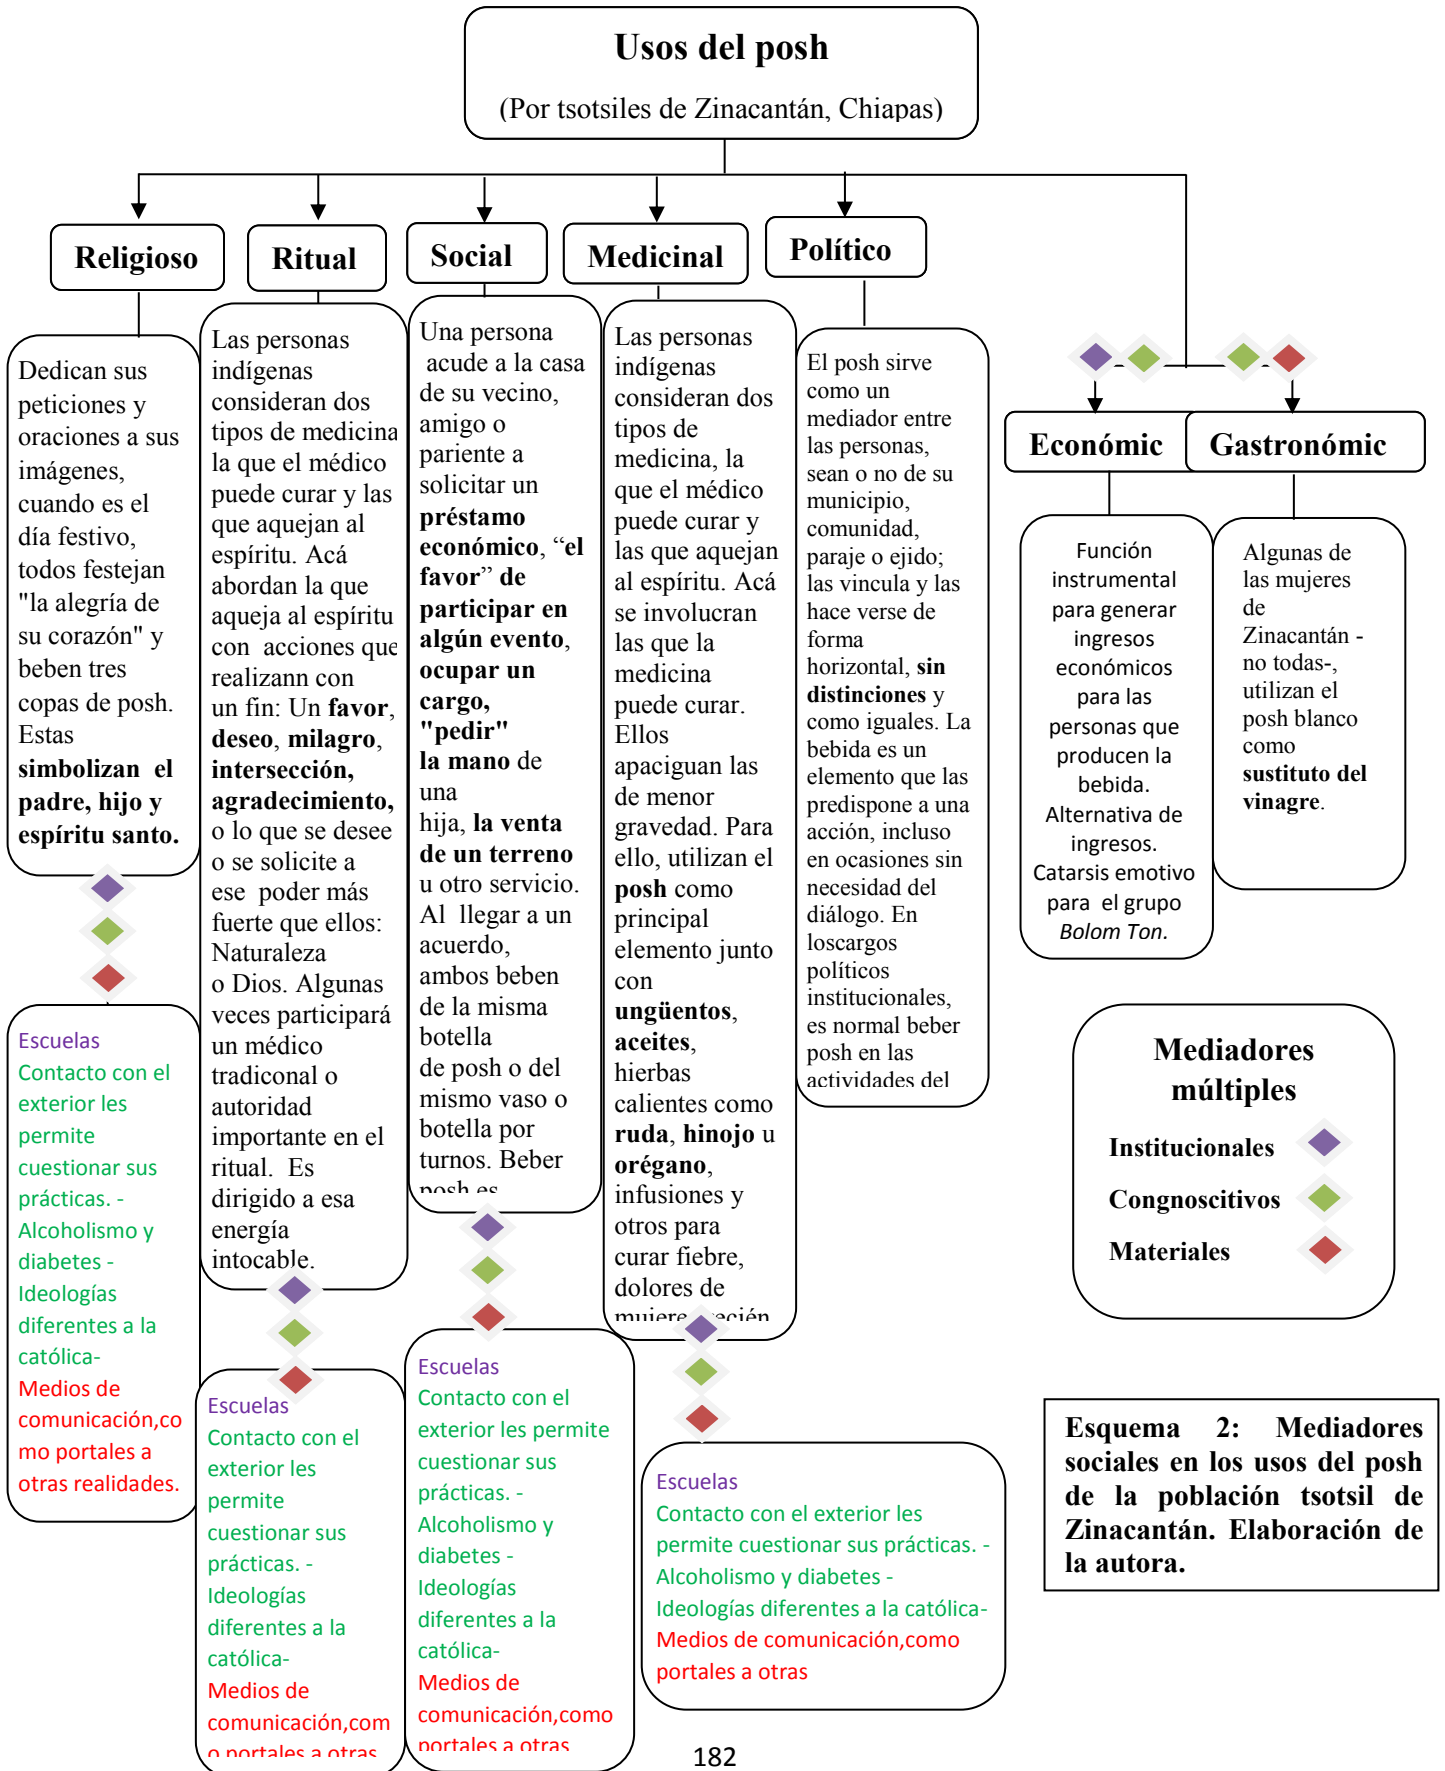 Usos del posh
(Por tsotsiles de Zinacantán, Chiapas)
Religioso
Ritual
Social
Medicinal
Político
Económic
Gastronómic
Dedican sus
peticiones y
oraciones a sus
imágenes,
cuando es el
día festivo,
todos festejan
"la alegría de
su corazón" y
beben tres
copas de posh.
Estas
simbolizan el
padre, hijo y
espíritu santo.
Las personas
indígenas
consideran dos
tipos de medicina
la que el médico
puede curar y las
que aquejan al
espíritu. Acá
abordan la que
aqueja al espíritu
con acciones que
realizann con
un fin: Un favor,
deseo, milagro,
intersección,
agradecimiento,
o lo que se desee
o se solicite a
ese poder más
fuerte que ellos:
Naturaleza
o Dios. Algunas
veces participará
un médico
tradiconal o
autoridad
importante en el
ritual. Es
dirigido a esa
energía
intocable.
Una persona
acude a la casa
de su vecino,
amigo o
pariente a
solicitar un
préstamo
económico, “el
favor” de
participar en
algún evento,
ocupar un
cargo,
"pedir"
la mano de
una
hija, la venta
de un terreno
u otro servicio.
Al llegar a un
acuerdo,
ambos beben
de la misma
botella
de posh o del
mismo vaso o
botella por
turnos. Beber
posh es
Las personas
indígenas
consideran dos
tipos de
medicina, la
que el médico
puede curar y
las que aquejan
al espíritu. Acá
se involucran
las que la
medicina
puede curar.
Ellos
apaciguan las
de menor
gravedad. Para
ello, utilizan el
posh como
principal
elemento junto
con
ungüentos,
aceites,
hierbas
calientes como
ruda, hinojo u
orégano,
infusiones y
otros para
curar fiebre,
dolores de
El posh sirve
como un
mediador entre
las personas,
sean o no de su
municipio,
comunidad,
paraje o ejido;
las vincula y las
hace verse de
forma
horizontal, sin
distinciones y
como iguales. La
bebida es un
elemento que las
predispone a una
acción, incluso
en ocasiones sin
necesidad del
diálogo. En
loscargos
políticos
institucionales,
es normal beber
posh en las
actividades del
Función
instrumental
para generar
ingresos
económicos
para las
personas que
producen la
bebida.
Alternativa de
ingresos.
Catarsis emotivo
para el grupo
Bolom Ton.
Algunas de
las mujeres
de
Zinacantán -
no todas-,
utilizan el
posh blanco
como
sustituto del
vinagre.
Escuelas
Contacto con el
exterior les
permite
cuestionar sus
prácticas. -
Alcoholismo y
diabetes -
Ideologías
diferentes a la
católica-
Medios de
comunicación,co
mo portales a
otras realidades.
Escuelas
Contacto con el
exterior les
permite
cuestionar sus
prácticas. -
Ideologías
diferentes a la
católica-
Medios de
comunicación,com
o portales a otras
Escuelas
Contacto con el
exterior les permite
cuestionar sus
prácticas. -
Alcoholismo y
diabetes -
Ideologías
diferentes a la
católica-
Medios de
comunicación,como
portales a otras
Escuelas
Contacto con el exterior les
permite cuestionar sus prácticas. -
Alcoholismo y diabetes -
Ideologías diferentes a la católica-
Medios de comunicación,como
portales a otras
Mediadores
múltiples
Institucionales
Congnoscitivos
Materiales
Esquema 2: Mediadores
sociales en los usos del posh
de la población tsotsil de
Zinacantán. Elaboración de
la autora.
182